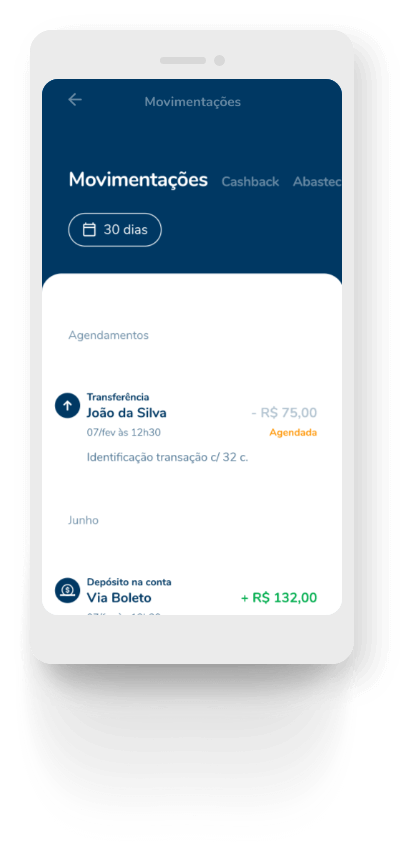 Movimentações
Movimentações Cashback Abastec
30 dias
Agendamentos
Transferência
João da Silva - R$ 75,00
07/fev às 12h30 Agendada
Identificação transação c/ 32 c.
Junho
Depósito na conta
Via Boleto + R$ 132,00